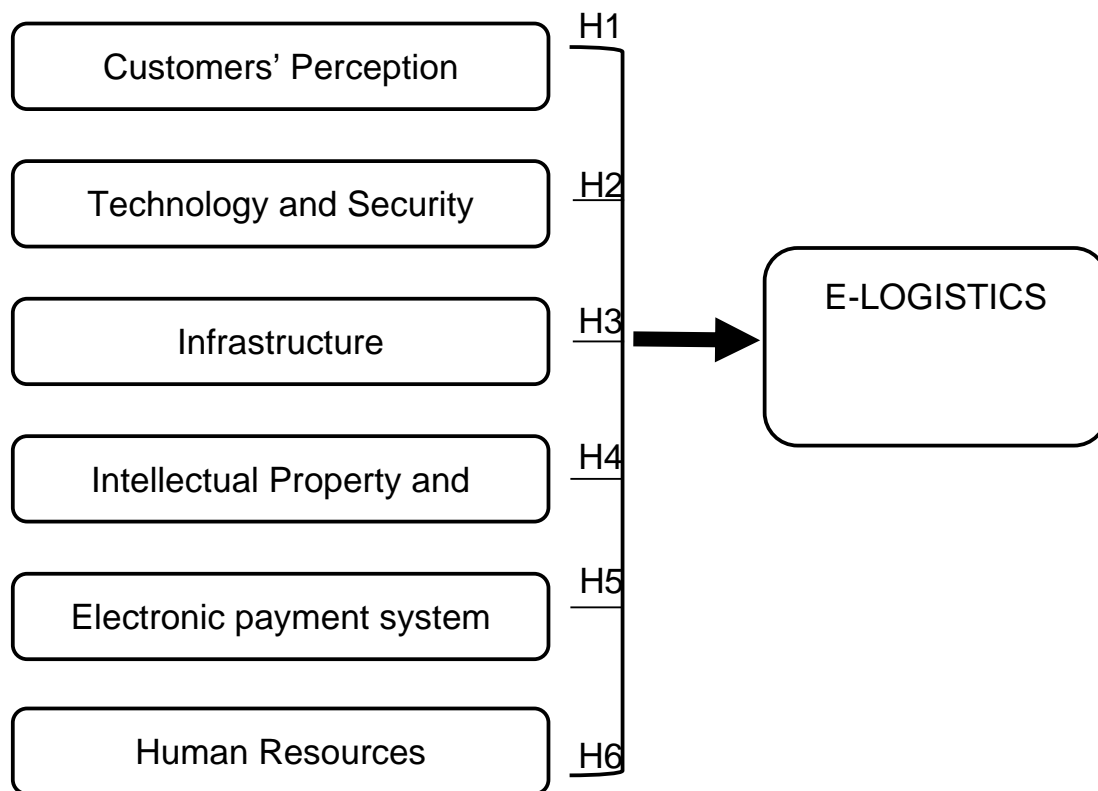 H1
Customers’ Perception
H2
Technology and Security
H3
Infrastructure
E-LOGISTICS
H4
Intellectual Property and
H5
Electronic payment system
H6
Human Resources